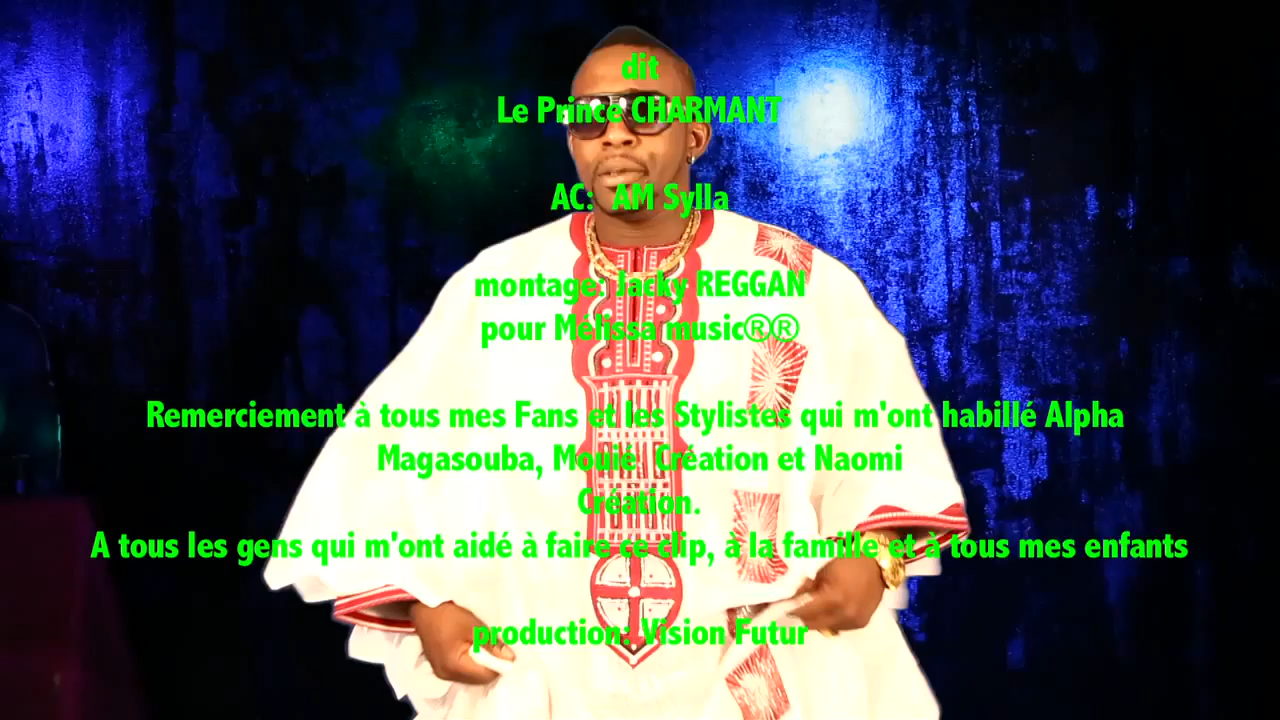 dit
Le Prince CHARMANT
AC: AM Sylla
montage: Jacky REGGAN
pour Mélissa music®®
Remerciement à tous mes Fans et les Stylistes qui m'ont habillé Alpha
Magasouba, Mouié Création et Naomi
Création.
A tous les gens qui m'ont aidé à faire ce clip, à la famille et à tous mes enfants
production: Vision Futur